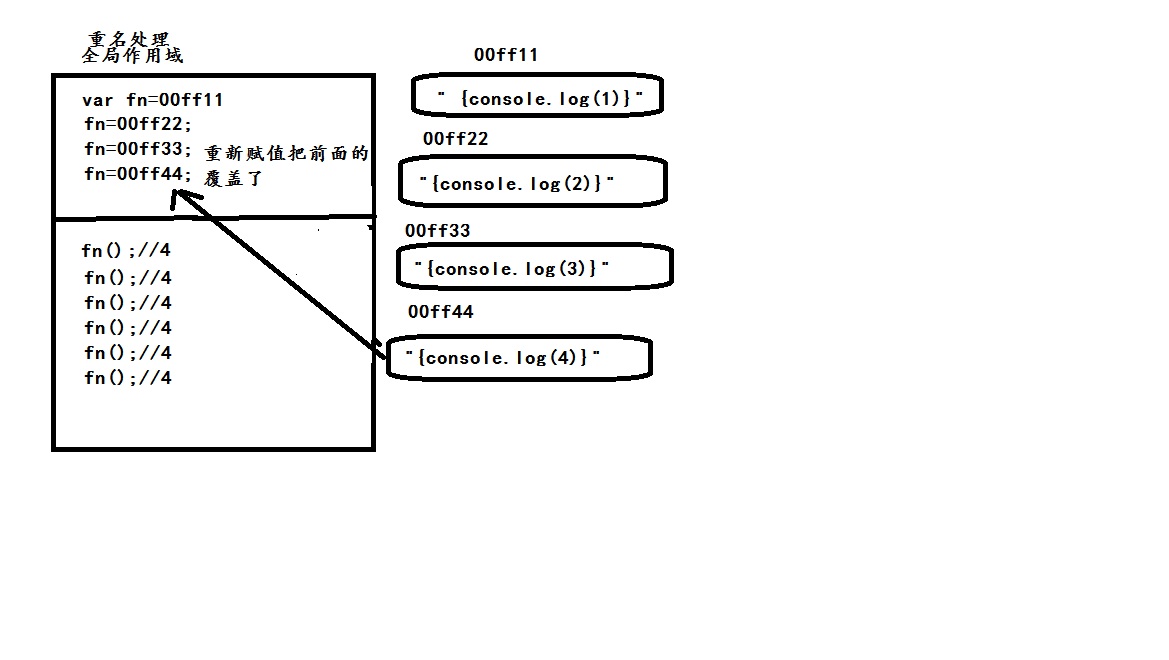 重名处理
全局作用域
var fn=00ff11
fn=00ff22;
fn=00ff33;
fn=00ff44;
重新赋值把前面的
覆盖了
fn();//4
fn();//4
fn();//4
fn();//4
fn();//4
fn();//4
00ff11
" {console.log(1)}"
00ff22
"{console.log(2)}"
00ff33
"{console.log(3)}"
00ff44
"{console.log(4)}"